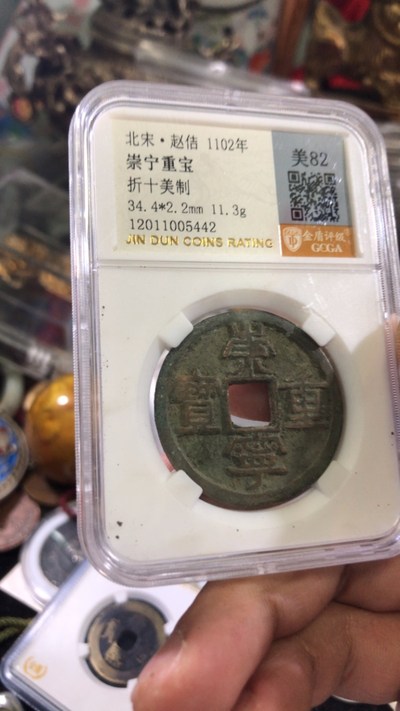 北宋·赵佶 1102年
崇宁重宝
折十美制
34.4*2.2mm 11.3g
12011005442
JIN DUN COINS RATING
美82
金盾评级
GCGA
崇
寶 重
寧